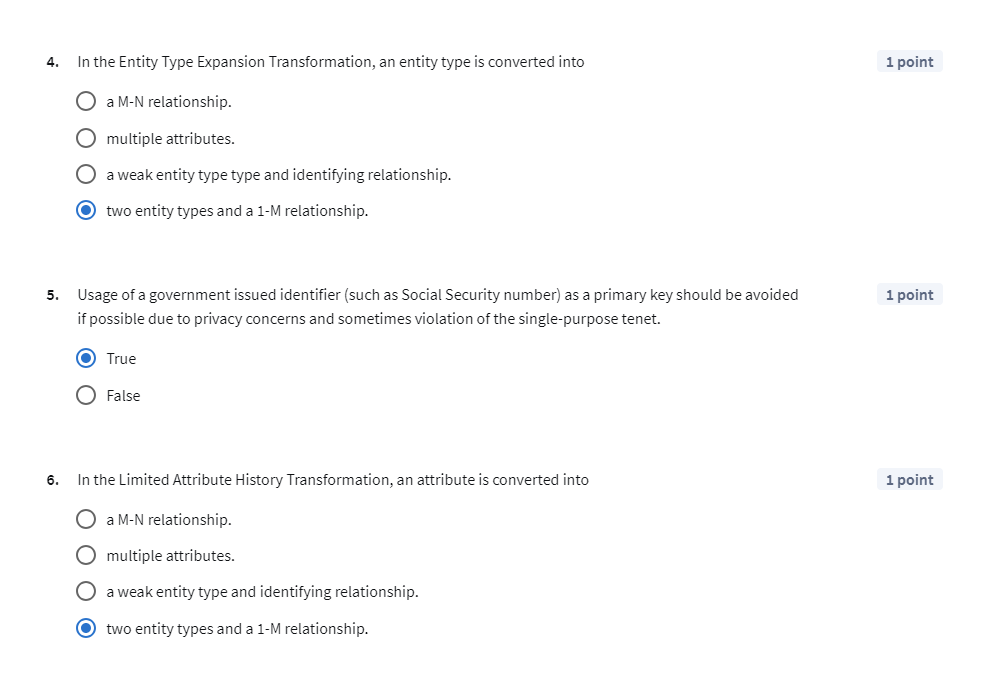 4. In the Entity Type Expansion Transformation, an entity type is converted into 1 point
a M-N relationship.
multiple attributes.
a weak entity type type and identifying relationship.
two entity types and a 1-M relationship.
5. Usage of a government issued identifier (such as Social Security number) as a primary key should be avoided 1 point
if possible due to privacy concerns and sometimes violation of the single-purpose tenet.
True
False
6. In the Limited Attribute History Transformation, an attribute is converted into 1 point
a M-N relationship.
multiple attributes.
a weak entity type and identifying relationship.
two entity types and a 1-M relationship.